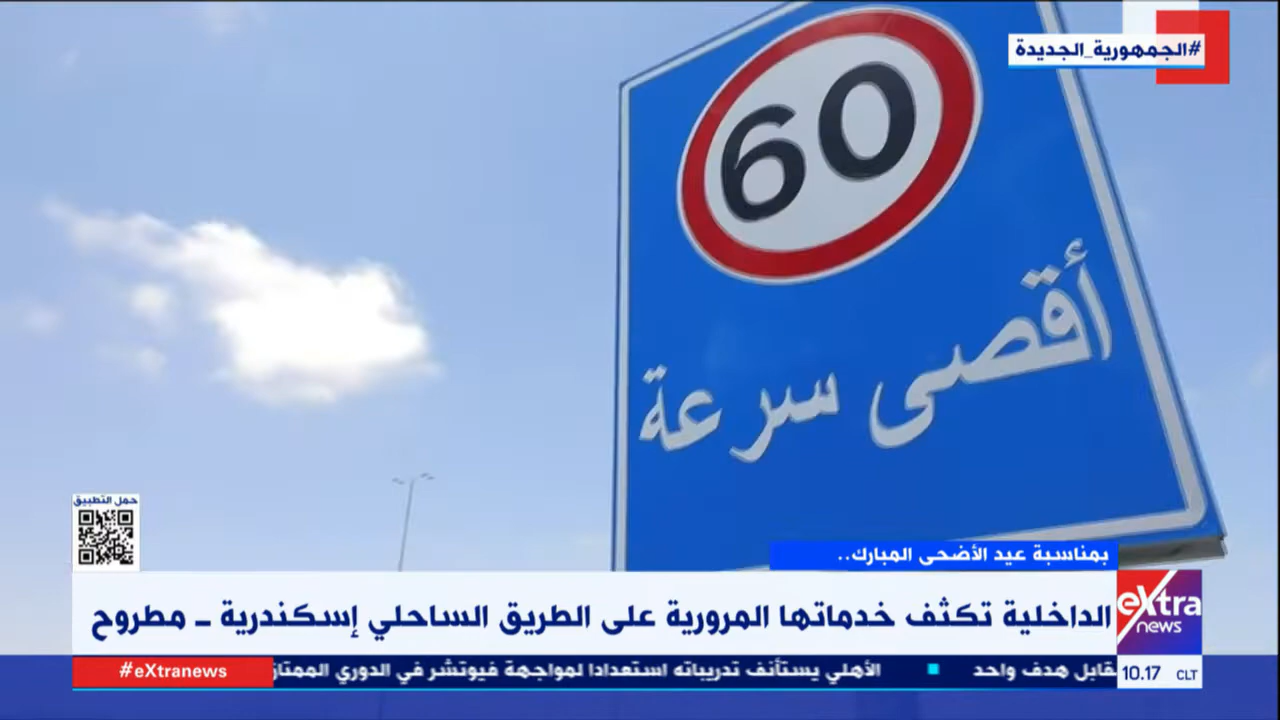 #الجمهورية_الجديدة
60
أقصى سرعة
حمل التطبيق
بمناسبة عيد الأضحى المبارك..
الداخلية تكثف خدماتها المرورية على الطريق الساحلي إسكندرية – مطروح
eXtra
news
مقابل هدف واحد ■ الأهلي يستأنف تدريباته استعدادا لمواجهة فيوتشر في الدوري الممتاز
#eXtranews
10.17 CLT